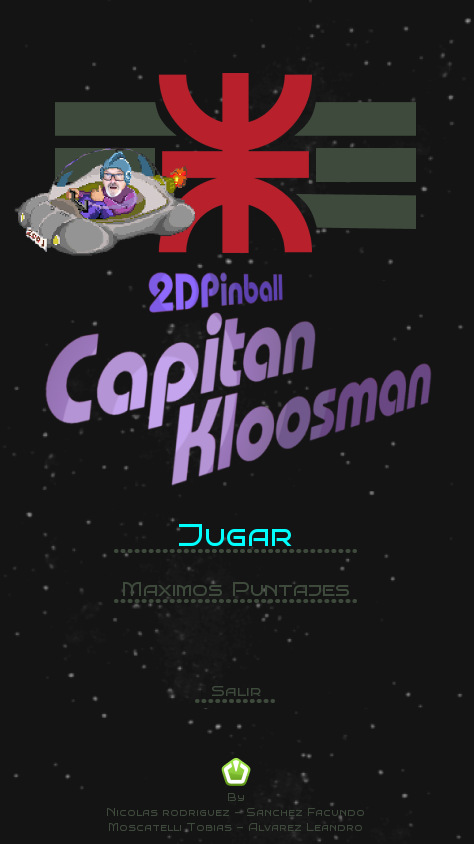 2DPinball
Capitan
Kloosman
Jugar
Maximos Puntajes
Salir
By
Nicolas rodriguez - Sanchez Facundo
Moscatelli Tobias - Alvarez Leandro